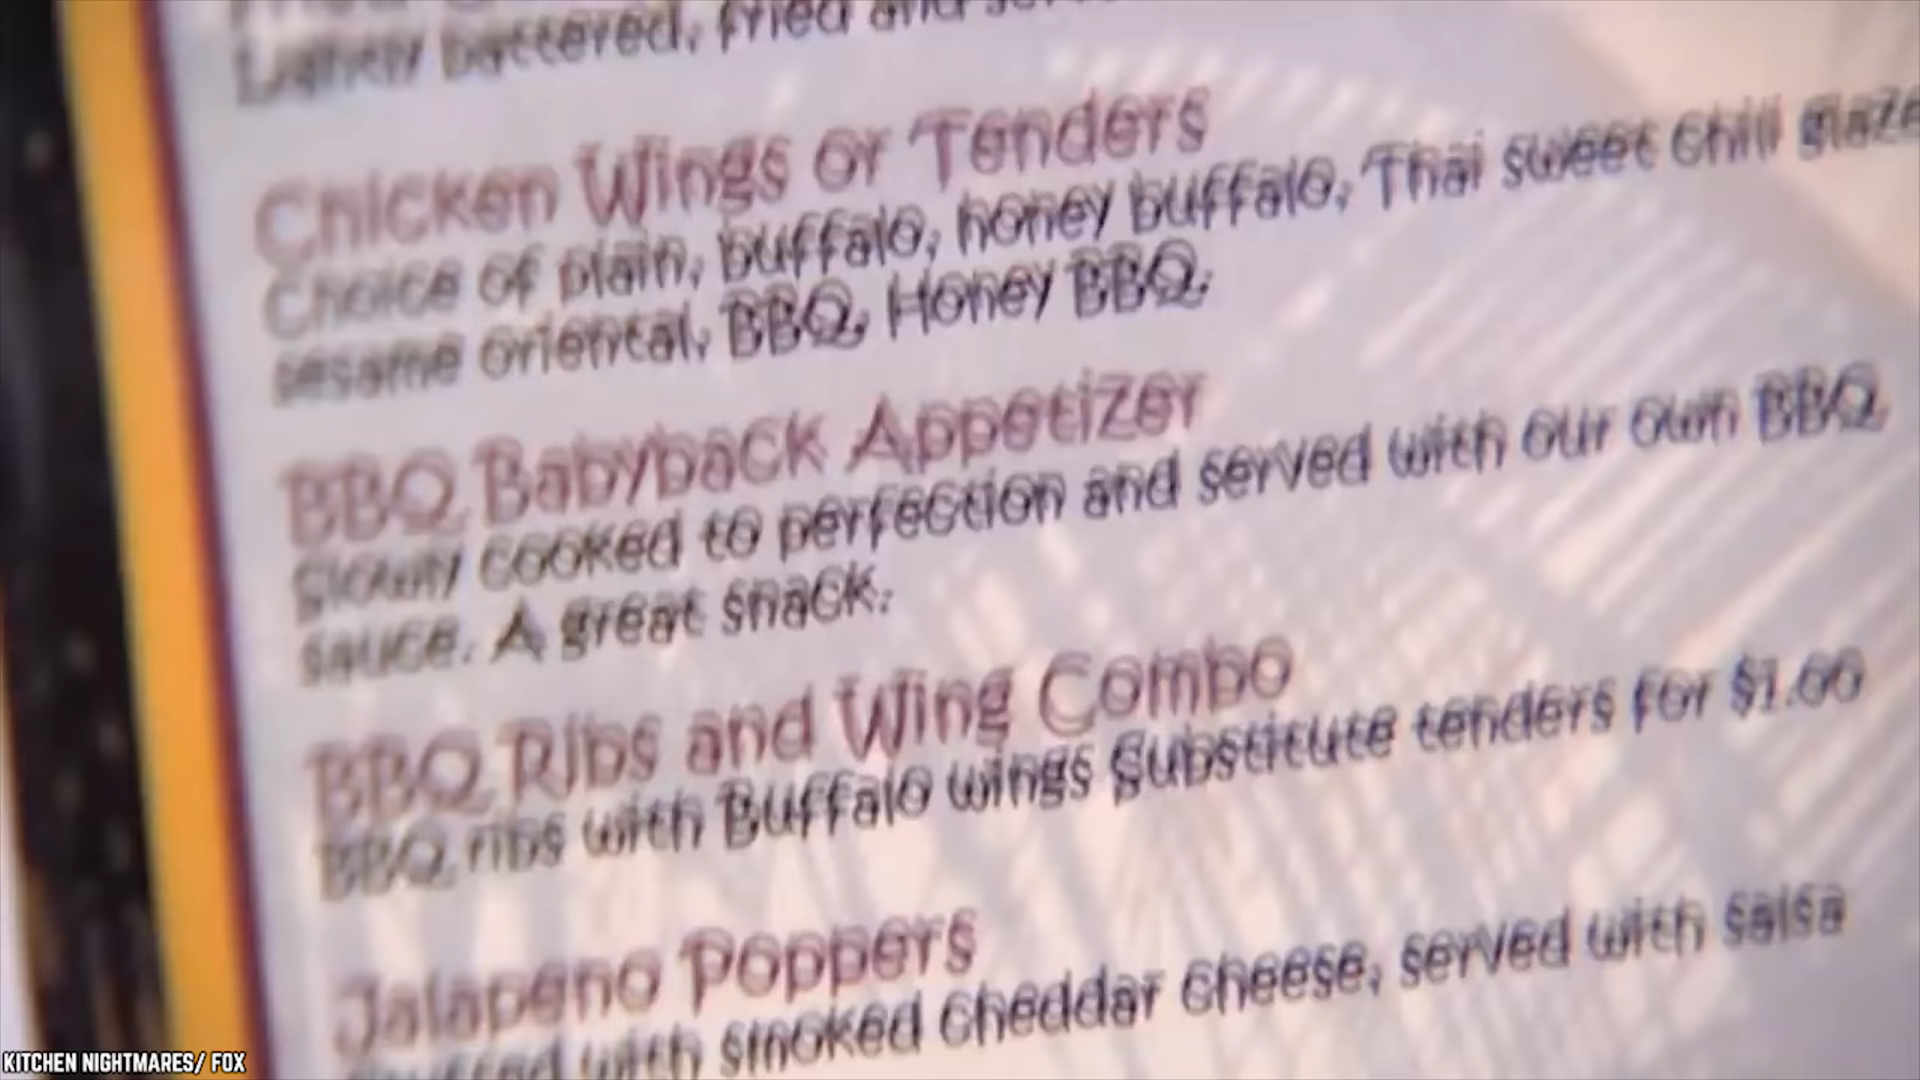 Lightly battered, fried and
Chicken Wings or Tenders
Choice of plain, buffalo, honey buffalo, Thai sweet chili glaze
sesame oriental, BBQ, Honey BBQ.
BBQ Babyback Appetizer
Slowly cooked to perfection and served with our own BBQ
sauce. A great snack.
BBQ Ribs and Wing Combo
BBQ ribs with Buffalo wings Substitute tenders for $1.00
Jalapeno Poppers
Stuffed with smoked cheddar cheese, served with salsa
KITCHEN NIGHTMARES/ FOX